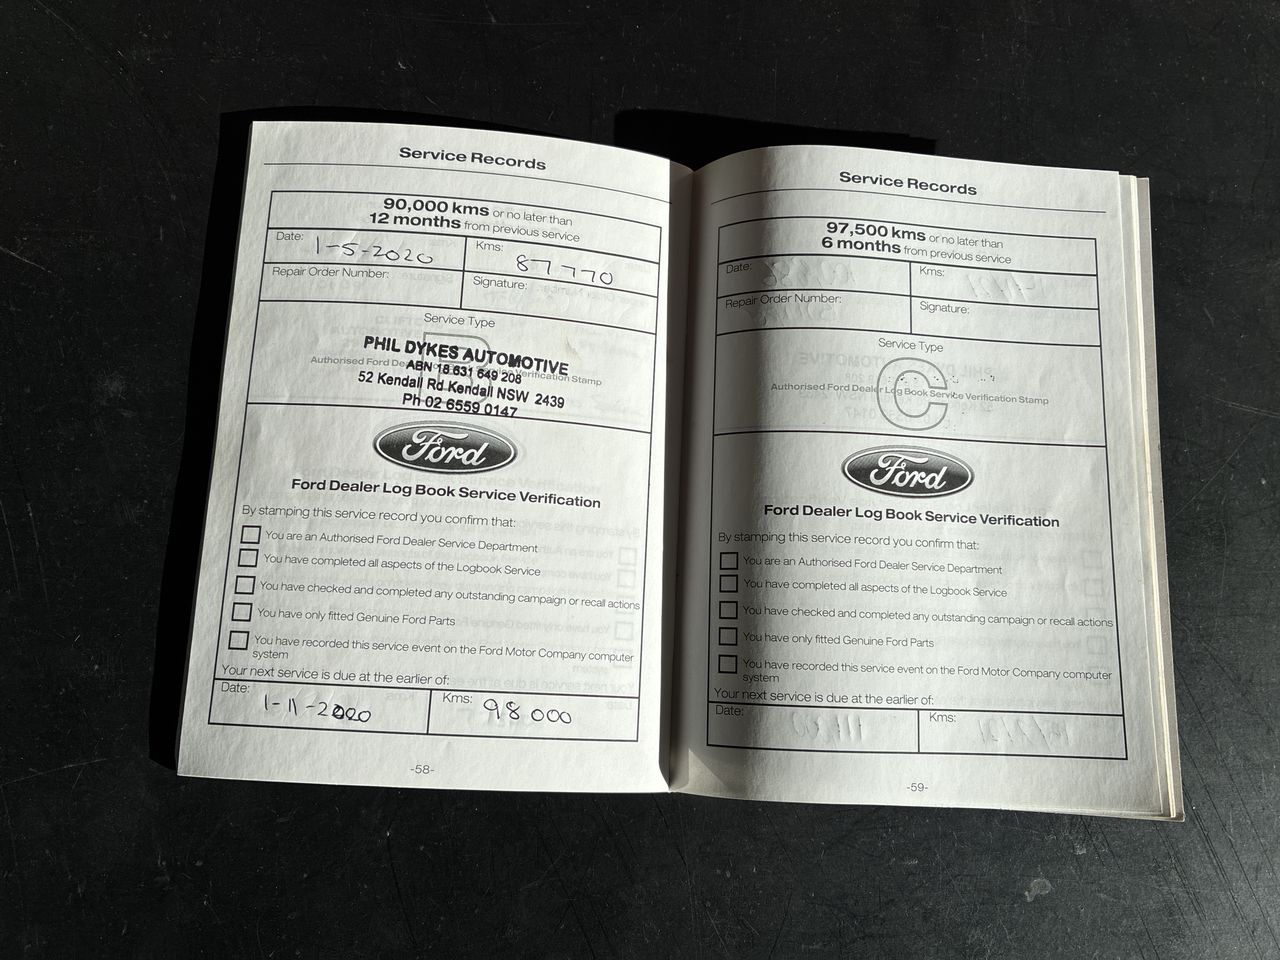 Service Records
90,000 kms or no later than
12 months from previous service
Date: 1-5-2020 Kms: 87770
Repair Order Number: Signature:
Service Type
B
Authorised Ford Dealer Log Book Service Verification Stamp
PHIL DYKES AUTOMOTIVE
ABN 18 631 649 208
52 Kendall Rd Kendall NSW 2439
Ph 02 6559 0147
Ford
Ford Dealer Log Book Service Verification
By stamping this service record you confirm that:
You are an Authorised Ford Dealer Service Department
You have completed all aspects of the Logbook Service
You have checked and completed any outstanding campaign or recall actions
You have only fitted Genuine Ford Parts
You have recorded this service event on the Ford Motor Company computer
system
Your next service is due at the earlier of:
Date: 1-11-2020 Kms: 98000
-58-
Service Records
97,500 kms or no later than
6 months from previous service
Date: Kms:
Repair Order Number: Signature:
Service Type
C
Authorised Ford Dealer Log Book Service Verification Stamp
Ford
Ford Dealer Log Book Service Verification
By stamping this service record you confirm that:
You are an Authorised Ford Dealer Service Department
You have completed all aspects of the Logbook Service
You have checked and completed any outstanding campaign or recall actions
You have only fitted Genuine Ford Parts
You have recorded this service event on the Ford Motor Company computer
system
Your next service is due at the earlier of:
Date: Kms:
-59-